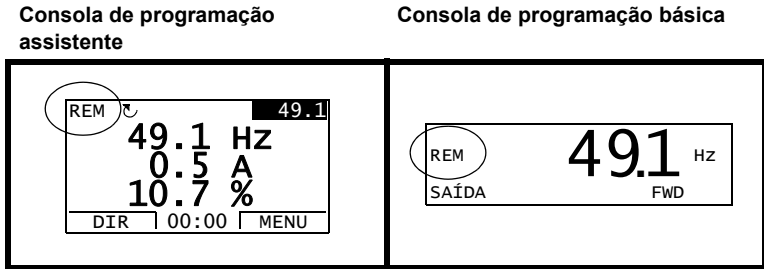 Consola de programação assistente
Consola de programação básica
REM ↻ 49.1
49.1 Hz
0.5 A
10.7 %
DIR 00:00 MENU
REM 49.1 Hz
SAÍDA FWD